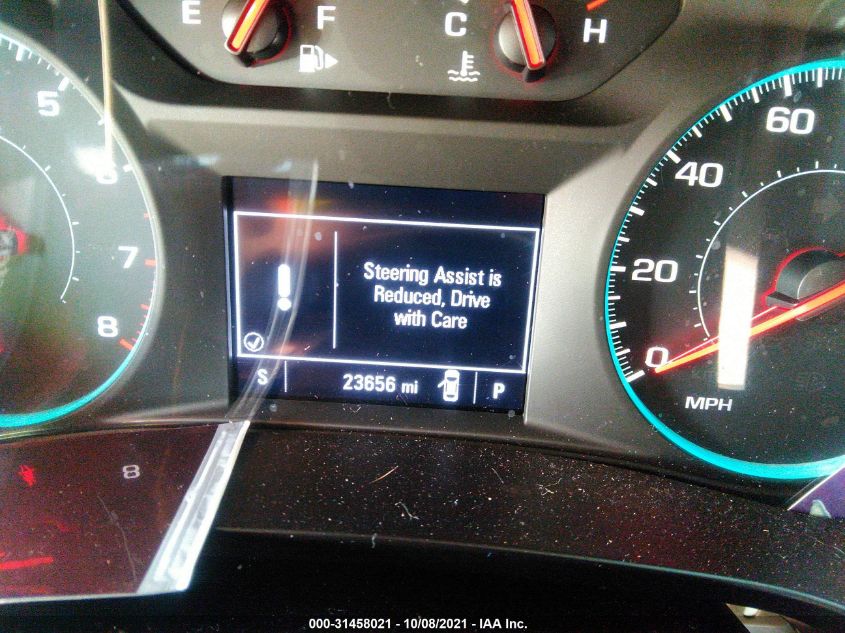 E F C H
5
6
7
8
Steering Assist is
Reduced, Drive
with Care
S 23656 mi P
60
40
20
0
MPH
8
000-31458021 - 10/08/2021 - IAA Inc.